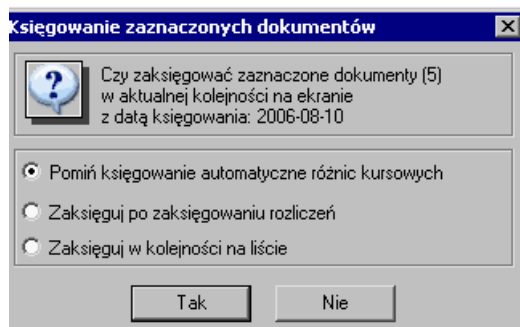 Księgowanie zaznaczonych dokumentów
Czy zaksięgować zaznaczone dokumenty (5)
w aktualnej kolejności na ekranie
z datą księgowania: 2006-08-10
Pomiń księgowanie automatyczne różnic kursowych
Zaksięguj po zaksięgowaniu rozliczeń
Zaksięguj w kolejności na liście
Tak
Nie